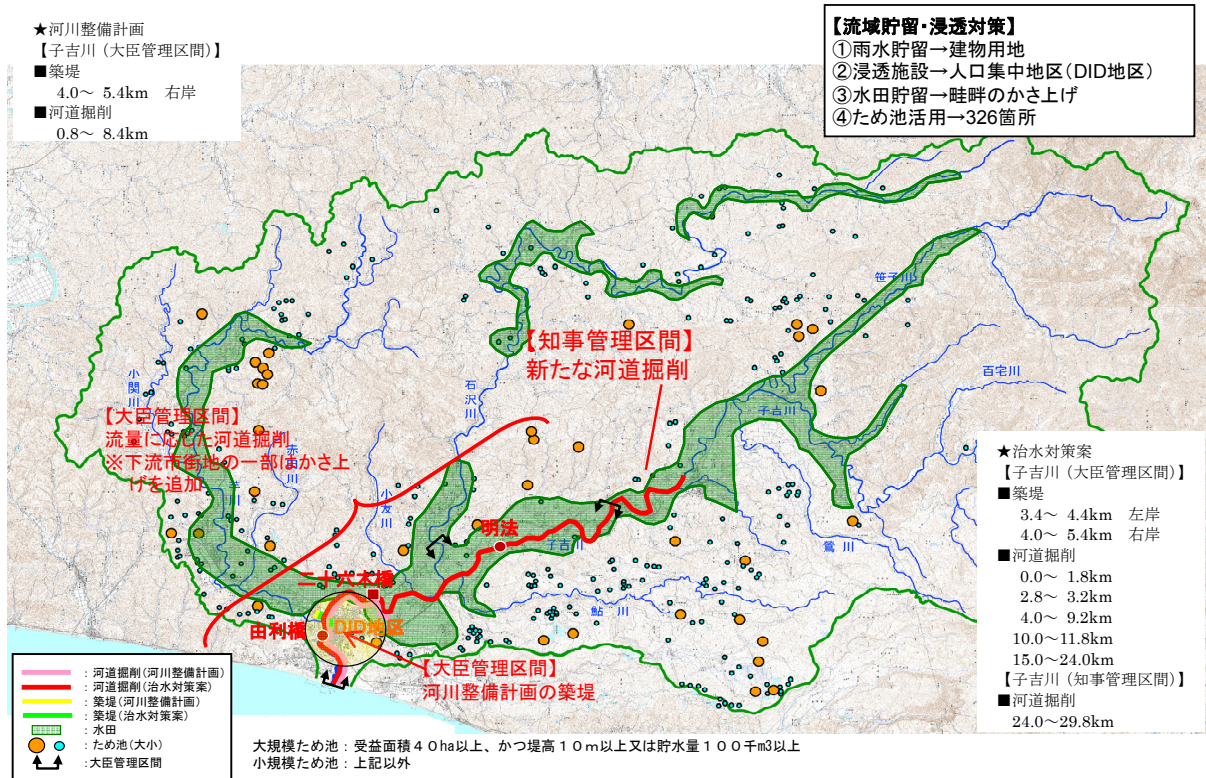 ★河川整備計画
【子吉川（大臣管理区間）】
■築堤
4.0～ 5.4km 右岸
■河道掘削
0.8～ 8.4km
【流域貯留・浸透対策】
①雨水貯留→建物用地
②浸透施設→人口集中地区（DID地区）
③水田貯留→畦畔のかさ上げ
④ため池活用→326箇所
笹子川
【知事管理区間】
新たな河道掘削
百宅川
小関川
石沢川
子吉川
【大臣管理区間】
流量に応じた河道掘削
※下流市街地の一部はかさ上
げを追加
小友川
★治水対策案
【子吉川（大臣管理区間）】
■築堤
3.4～ 4.4km 左岸
4.0～ 5.4km 右岸
■河道掘削
0.0～ 1.8km
2.8～ 3.2km
4.0～ 9.2km
10.0～11.8km
15.0～24.0km
【子吉川（知事管理区間）】
■河道掘削
24.0～29.8km
明法
子吉川
鶯川
二十六木橋
鮎川
DID地区
由利橋
【大臣管理区間】
河川整備計画の築堤
：河道掘削（河川整備計画）
：河道掘削（治水対策案）
：築堤（河川整備計画）
：築堤（治水対策案）
：水田
：ため池（大小）
：大臣管理区間
大規模ため池：受益面積４０ha以上、かつ堤高１０ｍ以上又は貯水量１００千㎥以上
小規模ため池：上記以外